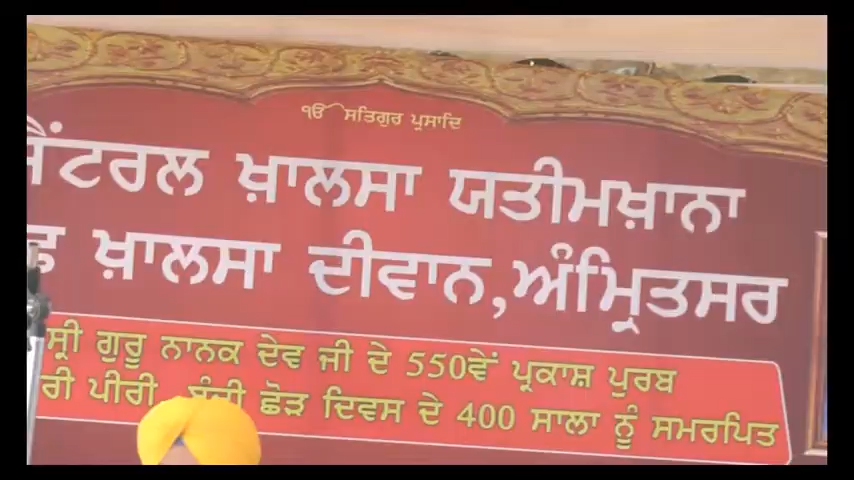 ੴ ਸਤਿਗੁਰ ਪ੍ਰਸਾਦਿ
ਸੈਂਟਰਲ ਖ਼ਾਲਸਾ ਯਤੀਮਖ਼ਾਨਾ
ਖ਼ਾਲਸਾ ਦੀਵਾਨ,ਅੰਮ੍ਰਿਤਸਰ
ਸ੍ਰੀ ਗੁਰੂ ਨਾਨਕ ਦੇਵ ਜੀ ਦੇ 550ਵੇਂ ਪ੍ਰਕਾਸ਼ ਪੁਰਬ
ਪੀਰੀ ਬੰਦੀ ਛੋੜ ਦਿਵਸ ਦੇ 400 ਸਾਲਾ ਨੂੰ ਸਮਰਪਿਤ